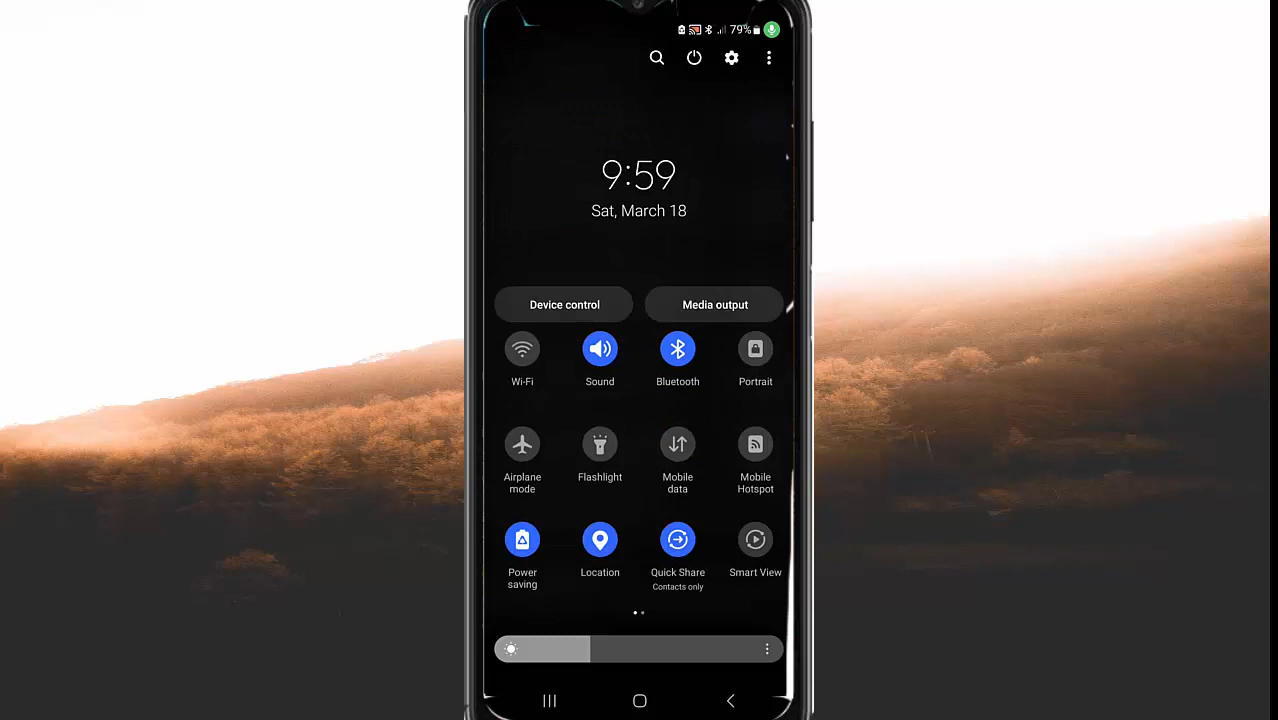 79%
9:59
Sat, March 18
Device control Media output
Wi-Fi Sound Bluetooth Portrait
Airplane mode Flashlight Mobile data Mobile Hotspot
Power saving Location Quick Share Contacts only Smart View